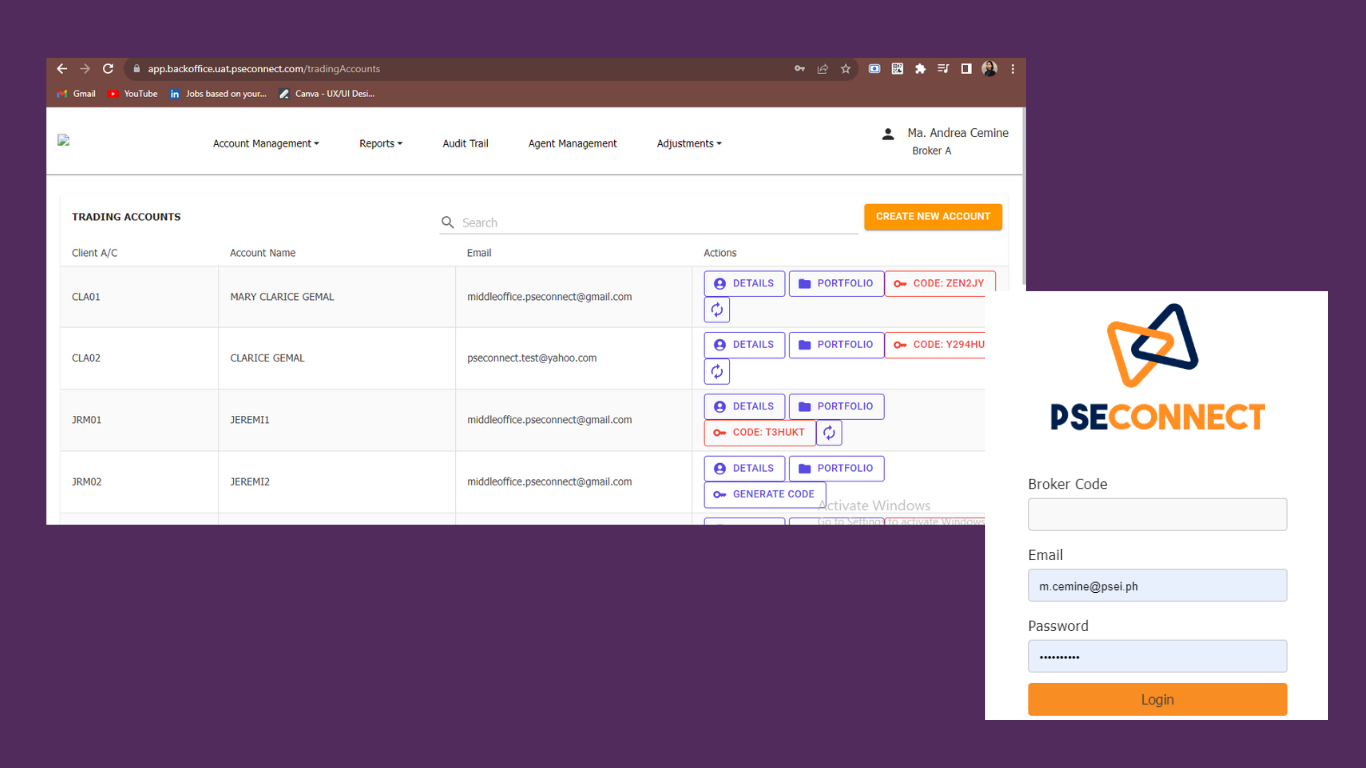 app.backoffice.uat.pseconnect.com/tradingAccounts
Gmail YouTube Jobs based on your... Canva - UX/UI Desi...
Account Management Reports Audit Trail Agent Management Adjustments
Ma. Andrea Cemine
Broker A
TRADING ACCOUNTS
Search
CREATE NEW ACCOUNT
Client A/C Account Name Email Actions
CLA01 MARY CLARICE GEMAL middleoffice.pseconnect@gmail.com DETAILS PORTFOLIO CODE: ZEN2JY
CLA02 CLARICE GEMAL pseconnect.test@yahoo.com DETAILS PORTFOLIO CODE: Y294HU
JRM01 JEREMI1 middleoffice.pseconnect@gmail.com DETAILS PORTFOLIO
CODE: T3HUKT
JRM02 JEREMI2 middleoffice.pseconnect@gmail.com DETAILS PORTFOLIO
GENERATE CODE
Activate Windows
Go to Settings to activate Windows
PSECONNECT
Broker Code
Email
m.cemine@psei.ph
Password
Login